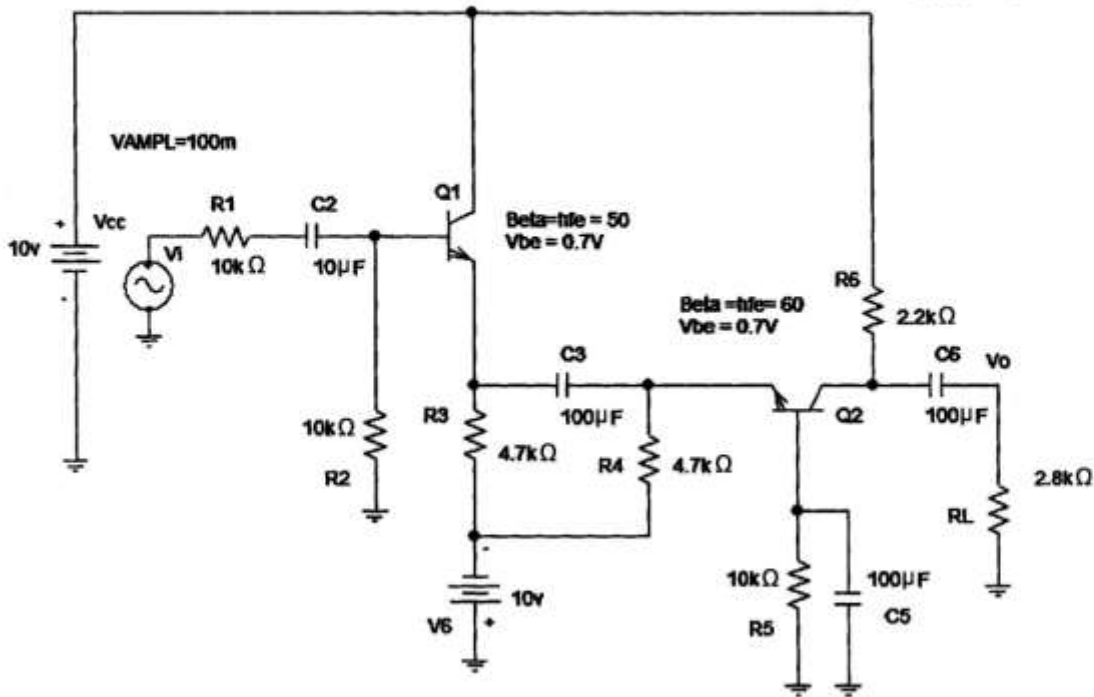 VAMPL=100m
Q1
R1
C2
Vcc
+
10v
-
Vi
10kΩ
10µF
Beta=hfe = 50
Vbe = 0.7V
R6
2.2kΩ
Beta =hfe= 60
Vbe = 0.7V
C3
C6
Vo
R3
100µF
Q2
100µF
10kΩ
R2
4.7kΩ
R4
4.7kΩ
2.8kΩ
RL
-
10v
V6
+
10kΩ
R5
100µF
C5